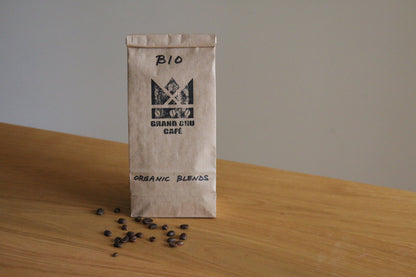 BIO
GRAND CRU
CAFÉ
ORGANIC BLENDS